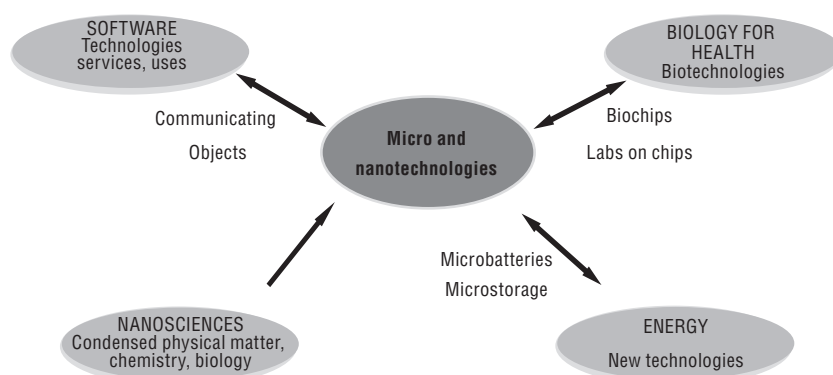 SOFTWARE
Technologies
services, uses
BIOLOGY FOR
HEALTH
Biotechnologies
Communicating
Objects
Micro and
nanotechnologies
Biochips
Labs on chips
Microbatteries
Microstorage
NANOSCIENCES
Condensed physical matter,
chemistry, biology
ENERGY
New technologies